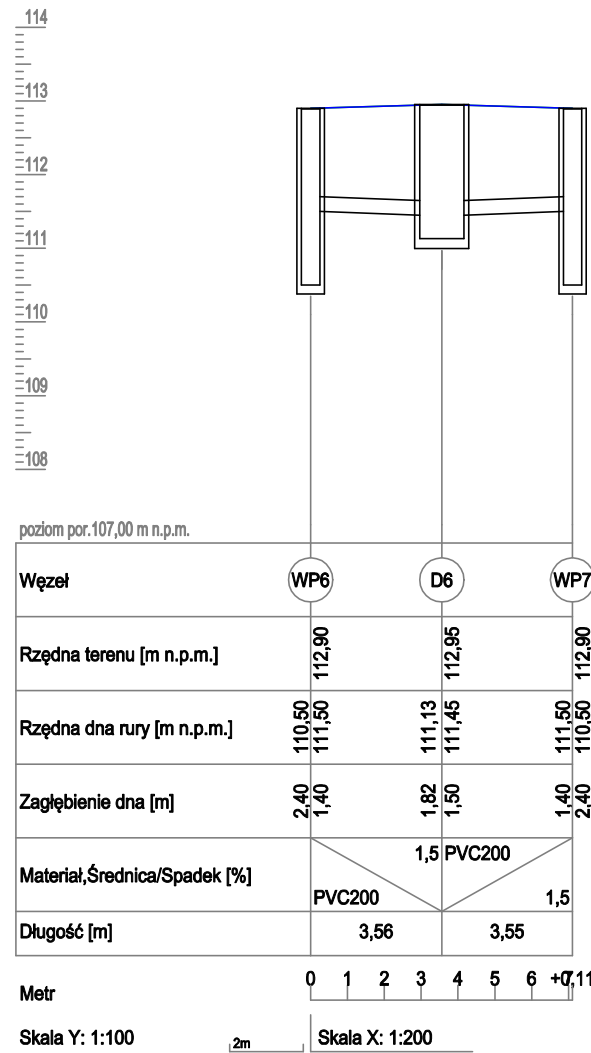 114
113
112
111
110
109
108
poziom por.107,00 m n.p.m.
Węzeł WP6 D6 WP7
Rzędna terenu [m n.p.m.] 112,90 112,95 112,90
Rzędna dna rury [m n.p.m.] 110,50 111,50 111,13 111,45 111,50 110,50
Zagłębienie dna [m] 2,40 1,40 1,82 1,50 1,40 2,40
1,5 PVC200
Materiał,Średnica/Spadek [%]
PVC200 1,5
Długość [m] 3,56 3,55
Metr 0 1 2 3 4 5 6 +0,11
Skala Y: 1:100 2m Skala X: 1:200